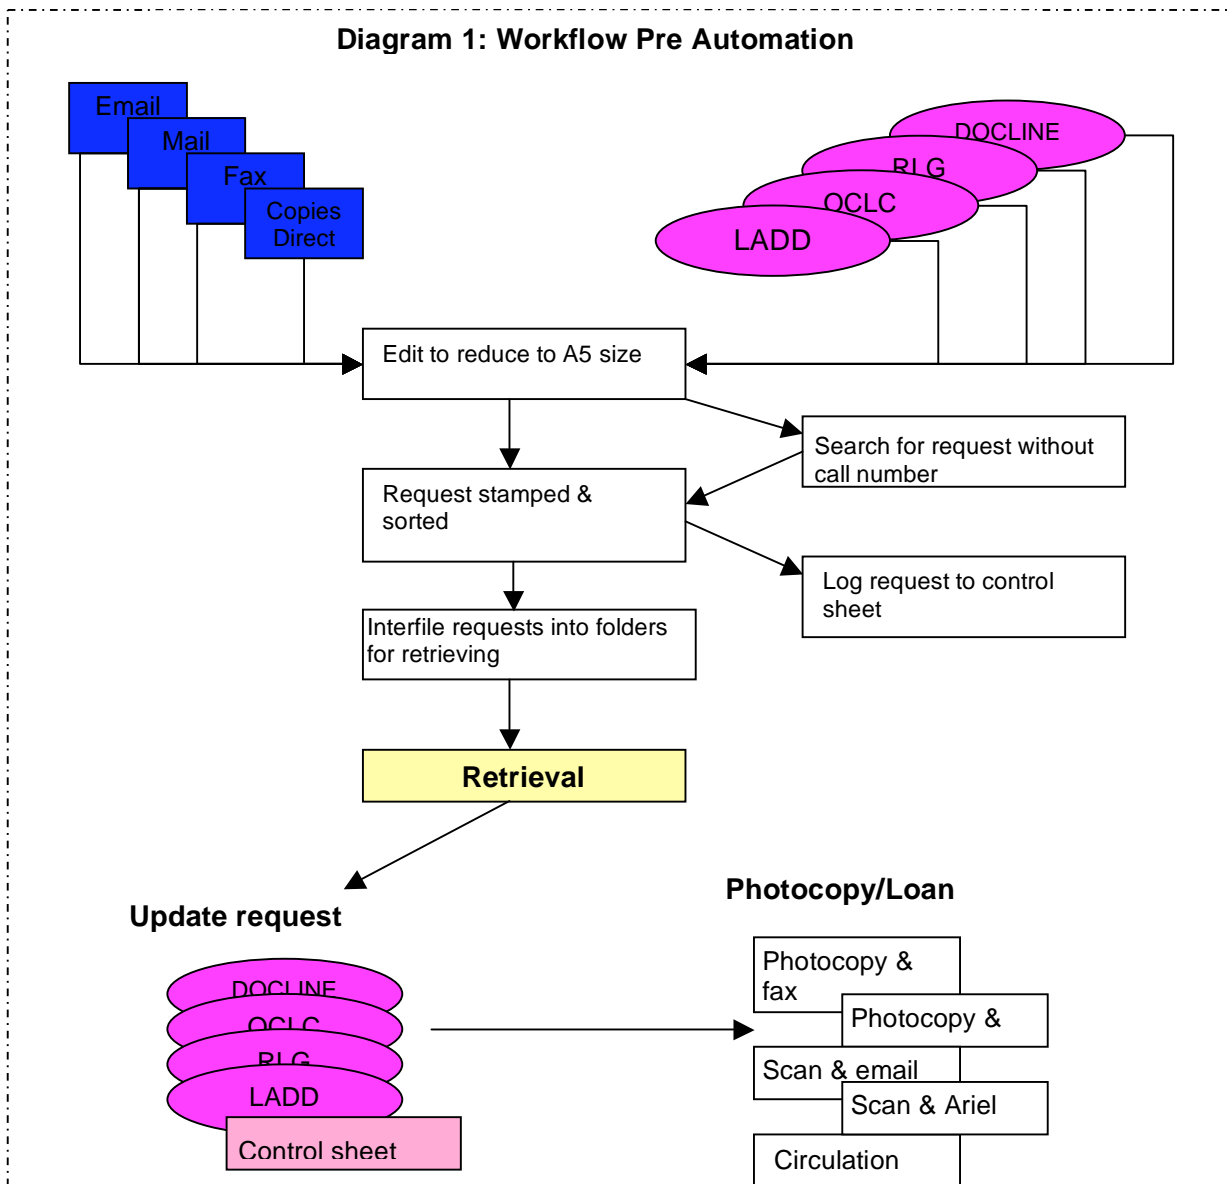 Diagram 1: Workflow Pre Automation
Email
Mail
Fax
Copies
Direct
DOCLINE
RLG
OCLC
LADD
Edit to reduce to A5 size
Search for request without
call number
Request stamped &
sorted
Log request to control
sheet
Interfile requests into folders
for retrieving
Retrieval
Update request
DOCLINE
OCLC
RLG
LADD
Control sheet
Photocopy/Loan
Photocopy &
fax
Photocopy &
Scan & email
Scan & Ariel
Circulation